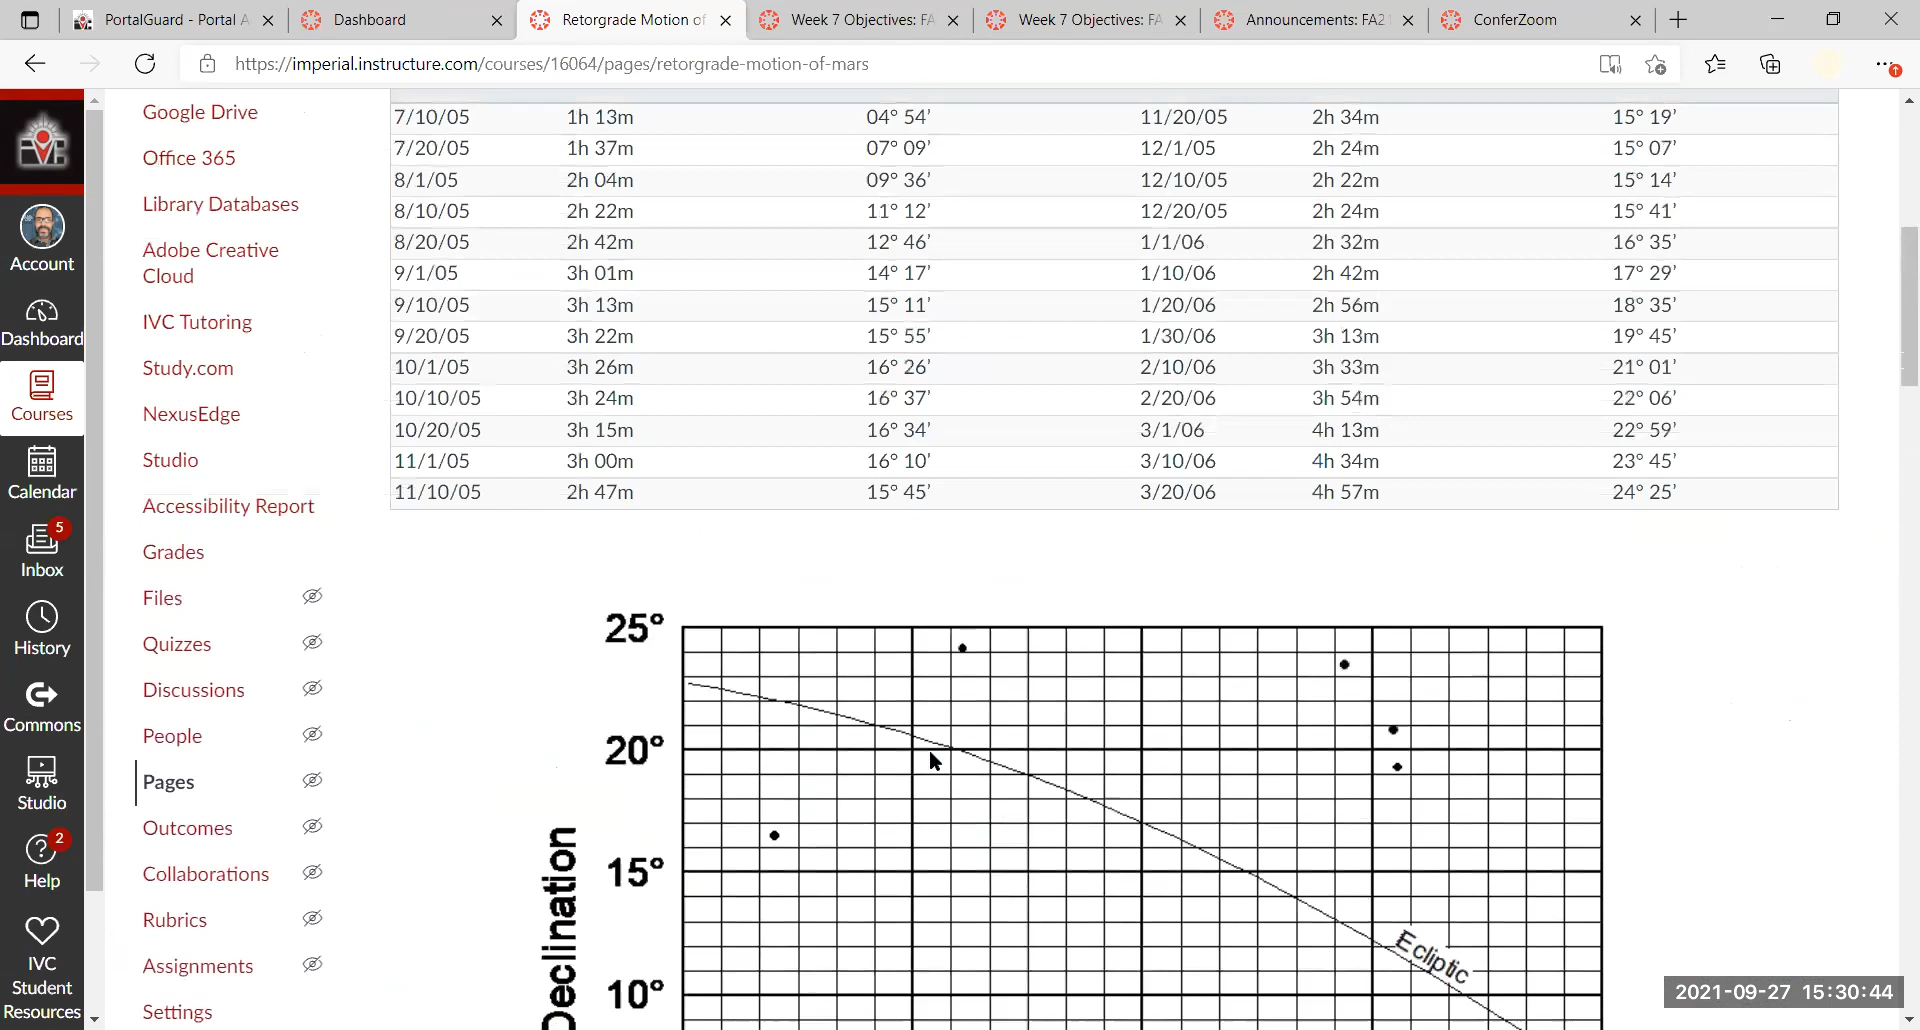 PortalGuard - Portal A
Dashboard
Retorgrade Motion of
Week 7 Objectives: FA
Week 7 Objectives: FA
Announcements: FA21
ConferZoom
https://imperial.instructure.com/courses/16064/pages/retorgrade-motion-of-mars
Account
Dashboard
Courses
Calendar
5
Inbox
History
Commons
Studio
2
Help
IVC
Student
Resources
Google Drive
Office 365
Library Databases
Adobe Creative
Cloud
IVC Tutoring
Study.com
NexusEdge
Studio
Accessibility Report
Grades
Files
Quizzes
Discussions
People
Pages
Outcomes
Collaborations
Rubrics
Assignments
Settings
7/10/05 1h 13m 04° 54’ 11/20/05 2h 34m 15° 19’
7/20/05 1h 37m 07° 09’ 12/1/05 2h 24m 15° 07’
8/1/05 2h 04m 09° 36’ 12/10/05 2h 22m 15° 14’
8/10/05 2h 22m 11° 12’ 12/20/05 2h 24m 15° 41’
8/20/05 2h 42m 12° 46’ 1/1/06 2h 32m 16° 35’
9/1/05 3h 01m 14° 17’ 1/10/06 2h 42m 17° 29’
9/10/05 3h 13m 15° 11’ 1/20/06 2h 56m 18° 35’
9/20/05 3h 22m 15° 55’ 1/30/06 3h 13m 19° 45’
10/1/05 3h 26m 16° 26’ 2/10/06 3h 33m 21° 01’
10/10/05 3h 24m 16° 37’ 2/20/06 3h 54m 22° 06’
10/20/05 3h 15m 16° 34’ 3/1/06 4h 13m 22° 59’
11/1/05 3h 00m 16° 10’ 3/10/06 4h 34m 23° 45’
11/10/05 2h 47m 15° 45’ 3/20/06 4h 57m 24° 25’
25°
20°
15°
10°
Declination
Ecliptic
2021-09-27 15:30:44